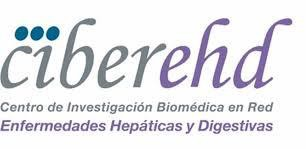 ciberehd
Centro de Investigación Biomédica en Red
Enfermedades Hepáticas y Digestivas